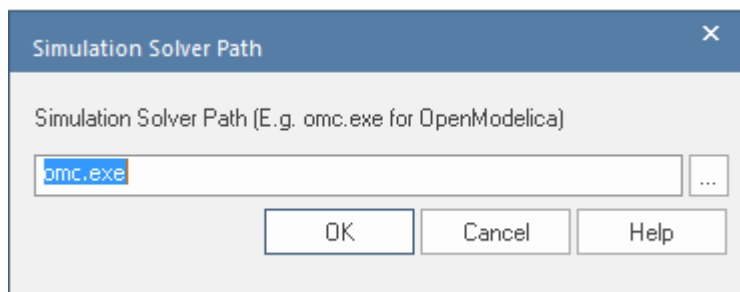 Simulation Solver Path
Simulation Solver Path (E.g. omc.exe for OpenModelica)
omc.exe ...
OK Cancel Help